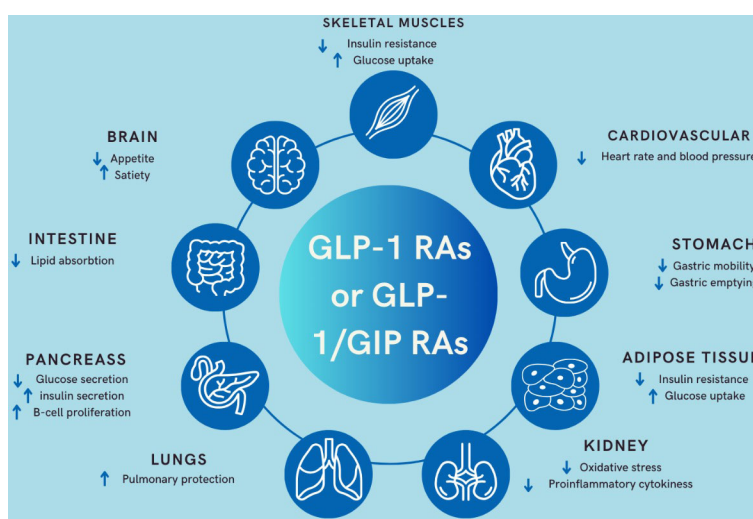 SKELETAL MUSCLES
↓ Insulin resistance
↑ Glucose uptake
BRAIN
↓ Appetite
↑ Satiety
CARDIOVASCULAR
↓ Heart rate and blood pressure
INTESTINE
↓ Lipid absorbtion
GLP-1 RAs
or GLP-
1/GIP RAs
STOMACH
↓ Gastric mobility
↓ Gastric emptying
PANCREASS
↓ Glucose secretion
↑ insulin secretion
↑ B-cell proliferation
ADIPOSE TISSUE
↓ Insulin resistance
↑ Glucose uptake
LUNGS
↑ Pulmonary protection
KIDNEY
↓ Oxidative stress
↓ Proinflammatory cytokiness